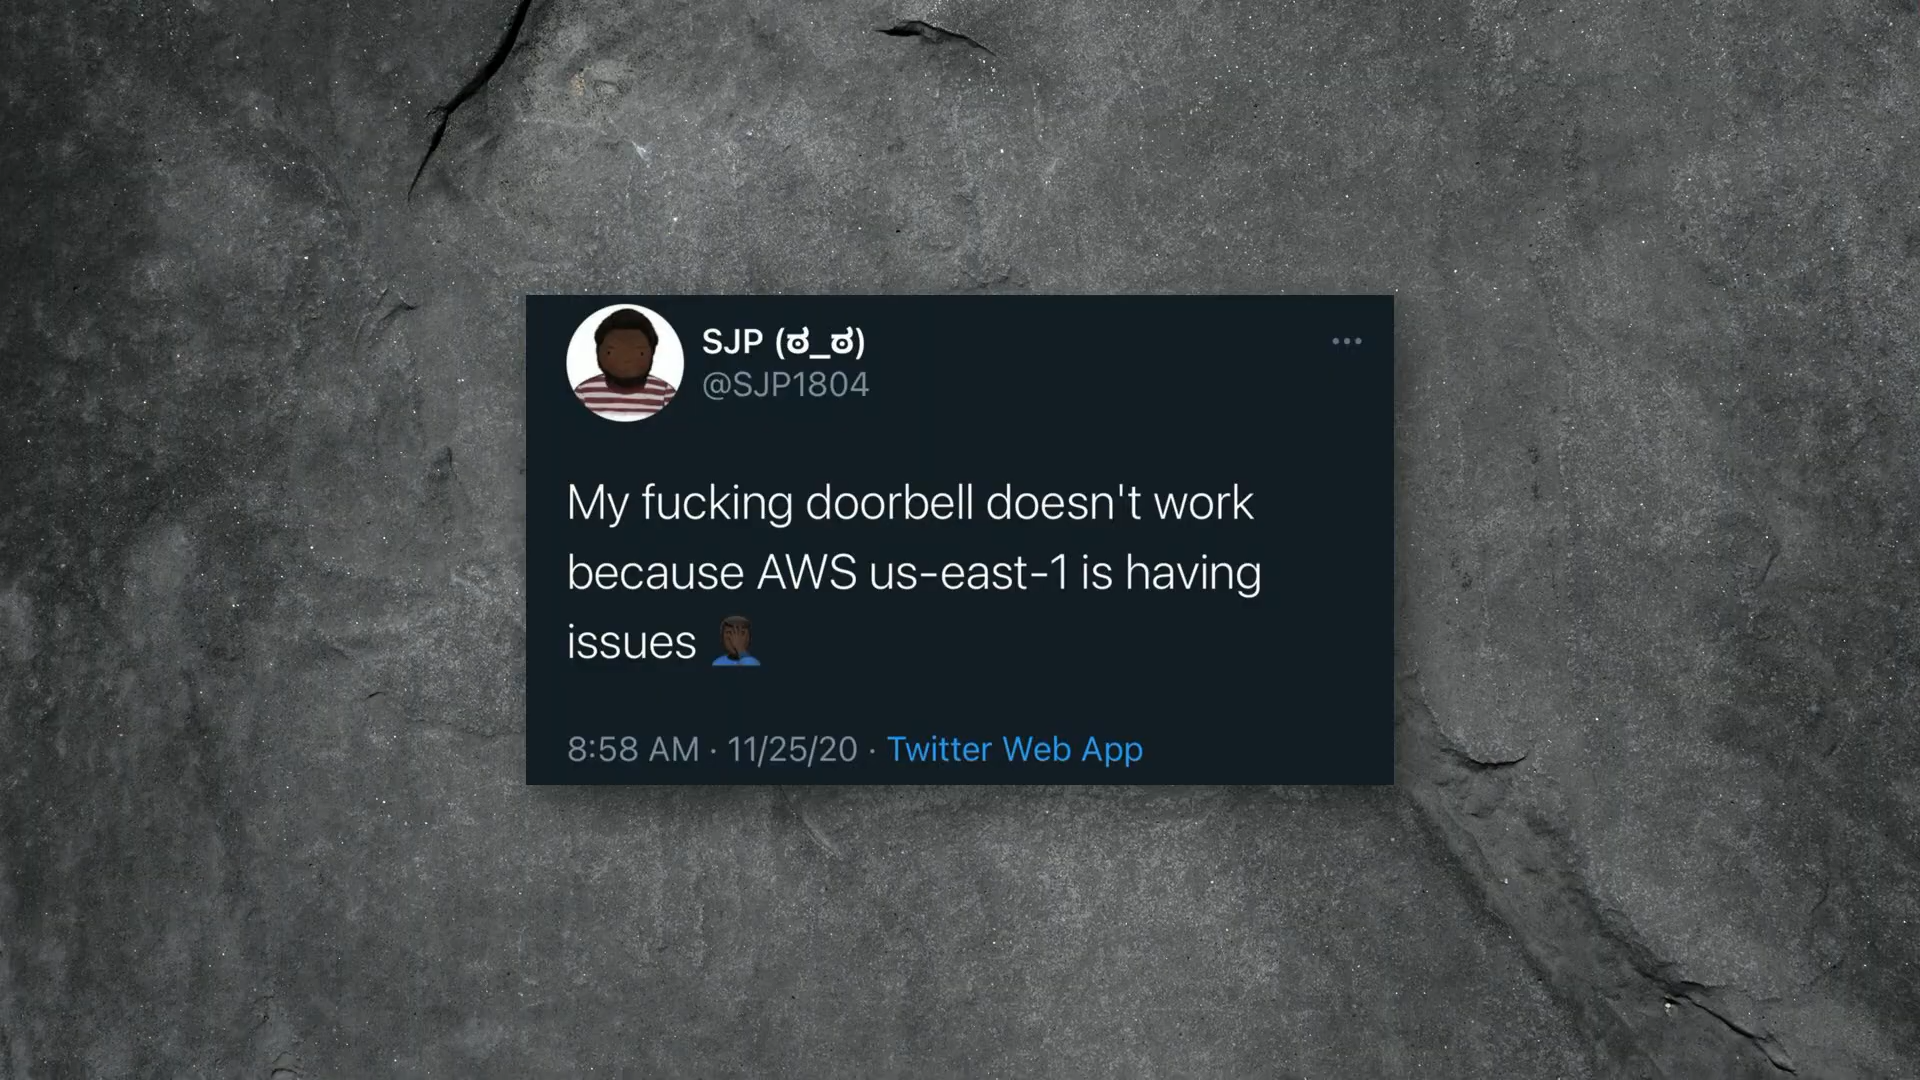 SJP (ಠ_ಠ)
@SJP1804
My fucking doorbell doesn't work
because AWS us-east-1 is having
issues 🤦🏿‍♂️
8:58 AM · 11/25/20 · Twitter Web App